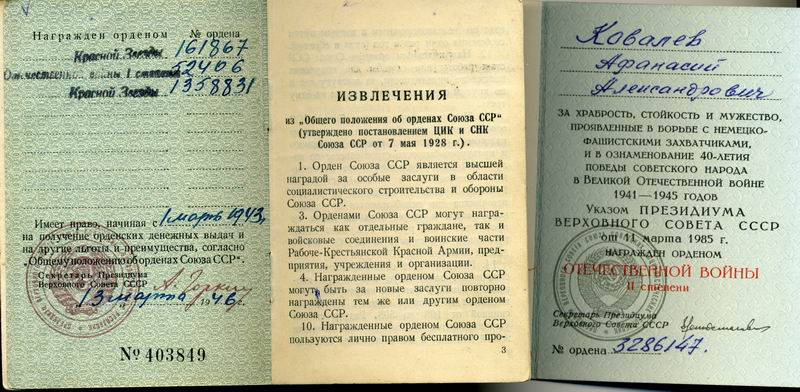 Награжден орденом № ордена
Красной Звезды 161867
Отечественной войны I степени 52406
Красной Звезды 1358831
Имеет право, начиная с 1 марта 1943,
на получение орденских денежных выдач и
на другие льготы и преимущества, согласно
„Общему положению об орденах Союза ССР“.
Секретарь Президиума
Верховного Совета СССР А. Горкин
13 марта 1946 г.
№ 403849
ИЗВЛЕЧЕНИЯ
из „Общего положения об орденах Союза ССР“
(утверждено постановлением ЦИК и СНК
Союза ССР от 7 мая 1928 г.).
1. Орден Союза ССР является высшей
наградой за особые заслуги в области
социалистического строительства и обороны
Союза ССР.
3. Орденами Союза ССР могут награ-
ждаться как отдельные граждане, так и
войсковые соединения и воинские части
Рабоче-Крестьянской Красной Армии, пред-
приятия, учреждения и организации.
4. Награжденные орденом Союза ССР
могут быть за новые заслуги повторно
награждены тем же или другим орденом
Союза ССР.
10. Награжденные орденом Союза ССР
пользуются лично правом бесплатного про-
3
Ковалев
Афанасий
Александрович
ЗА ХРАБРОСТЬ, СТОЙКОСТЬ И МУЖЕСТВО,
ПРОЯВЛЕННЫЕ В БОРЬБЕ С НЕМЕЦКО-
ФАШИСТСКИМИ ЗАХВАТЧИКАМИ,
И В ОЗНАМЕНОВАНИЕ 40-ЛЕТИЯ
ПОБЕДЫ СОВЕТСКОГО НАРОДА
В ВЕЛИКОЙ ОТЕЧЕСТВЕННОЙ ВОЙНЕ
1941—1945 ГОДОВ
УКАЗОМ ПРЕЗИДИУМА
ВЕРХОВНОГО СОВЕТА СССР
от 11 марта 1985 г.
НАГРАЖДЕН ОРДЕНОМ
ОТЕЧЕСТВЕННОЙ ВОЙНЫ
II степени
Секретарь Президиума
Верховного Совета СССР
№ ордена 3286147.